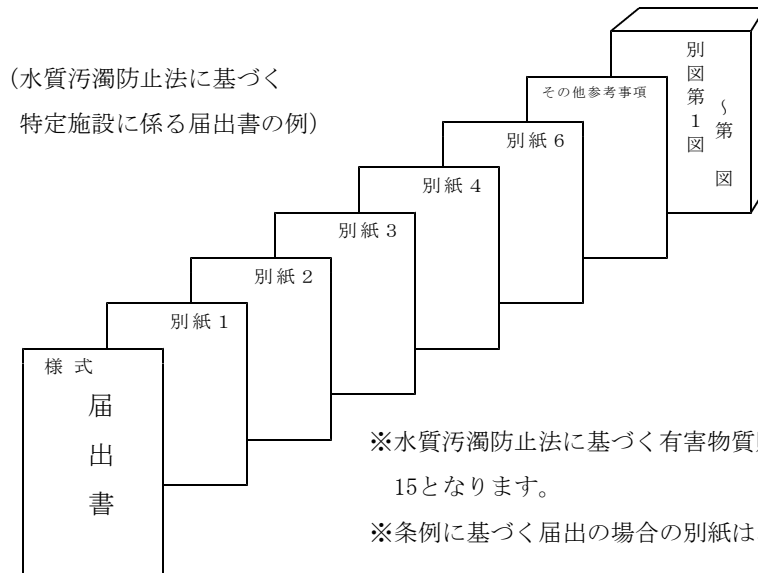 (水質汚濁防止法に基づく
特定施設に係る届出書の例)
様式
届出書
別紙1
別紙2
別紙3
別紙4
別紙6
その他参考事項
別図第1図
~第 図
※水質汚濁防止法に基づく有害物質
15となります。
※条例に基づく届出の場合の別紙は